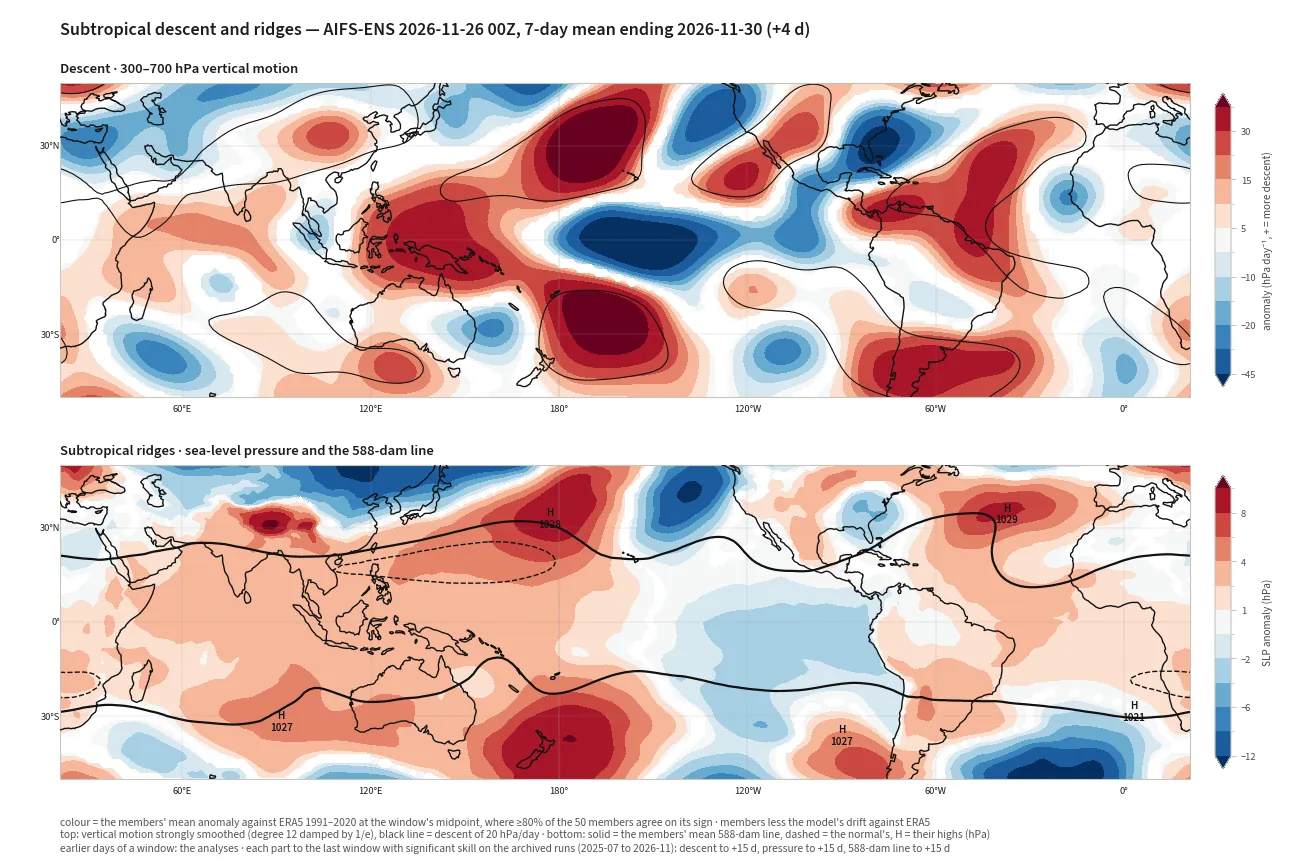 Subtropical descent and ridges — AIFS-ENS 2026-11-26 00Z, 7-day mean ending 2026-11-30 (+4 d)
Descent · 300–700 hPa vertical motion
30°N
0°
30°S
60°E
120°E
180°
120°W
60°W
0°
30
15
5
−10
−20
−45
anomaly (hPa day⁻¹, + = more descent)
Subtropical ridges · sea-level pressure and the 588-dam line
H
1028
H
1029
H
1027
H
1027
H
1021
30°N
0°
30°S
60°E
120°E
180°
120°W
60°W
0°
8
4
1
−2
−6
−12
SLP anomaly (hPa)
colour = the members' mean anomaly against ERA5 1991–2020 at the window's midpoint, where ≥80% of the 50 members agree on its sign · members less the model's drift against ERA5
top: vertical motion strongly smoothed (degree 12 damped by 1/e), black line = descent of 20 hPa/day · bottom: solid = the members' mean 588-dam line, dashed = the normal's, H = their highs (hPa)
earlier days of a window: the analyses · each part to the last window with significant skill on the archived runs (2025-07 to 2026-11): descent to +15 d, pressure to +15 d, 588-dam line to +15 d